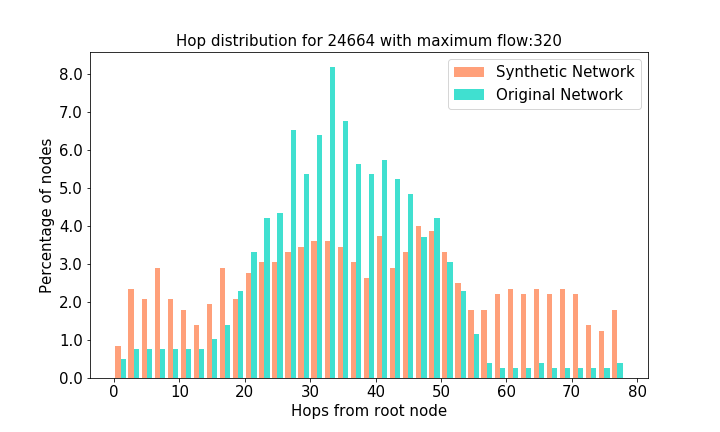 Hop distribution for 24664 with maximum flow:320
Synthetic Network
Original Network
Percentage of nodes
8.0
7.0
6.0
5.0
4.0
3.0
2.0
1.0
0.0
0 10 20 30 40 50 60 70 80
Hops from root node